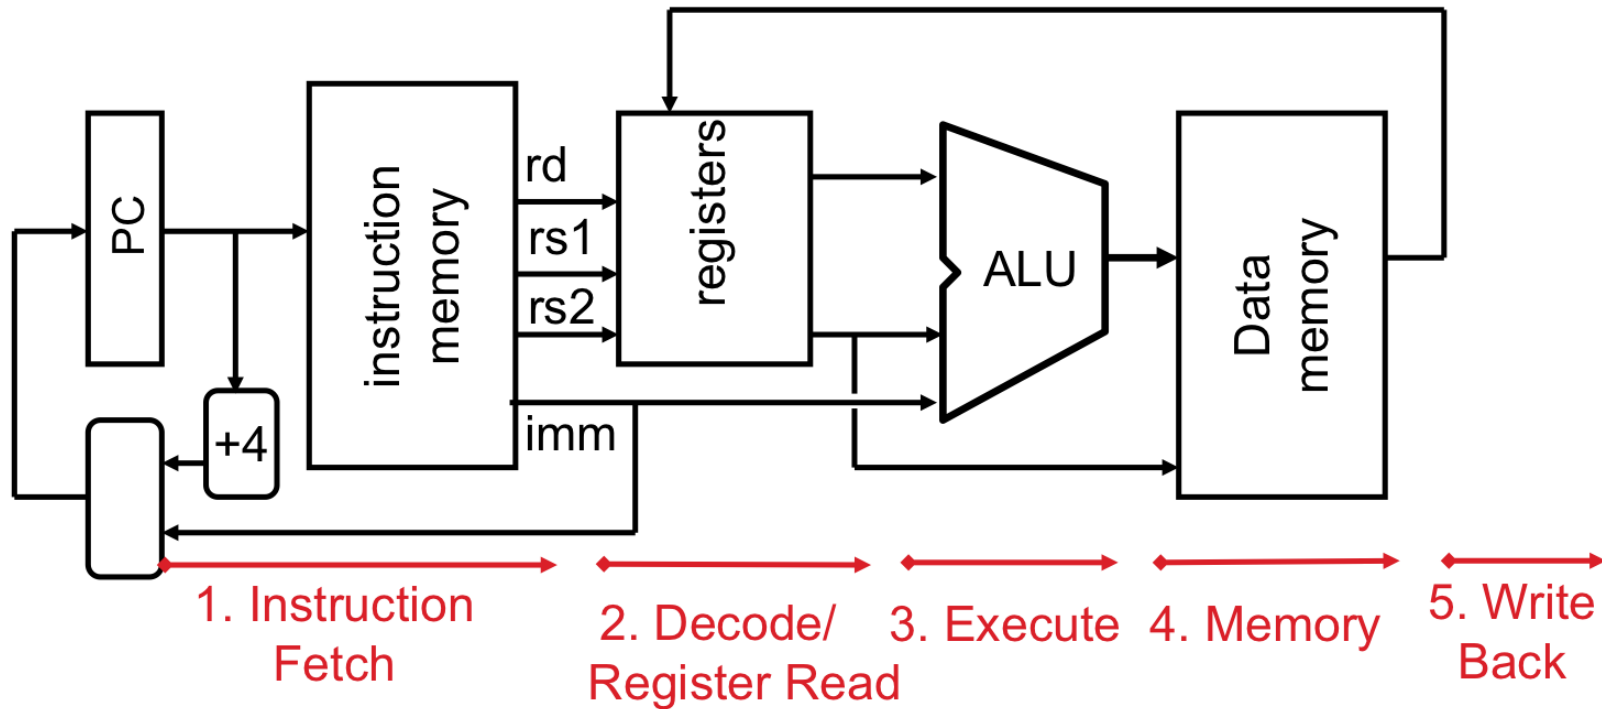 PC
+4
instruction
memory
rd
rs1
rs2
imm
registers
ALU
Data
memory
1. Instruction
Fetch
2. Decode/
Register Read
3. Execute
4. Memory
5. Write
Back